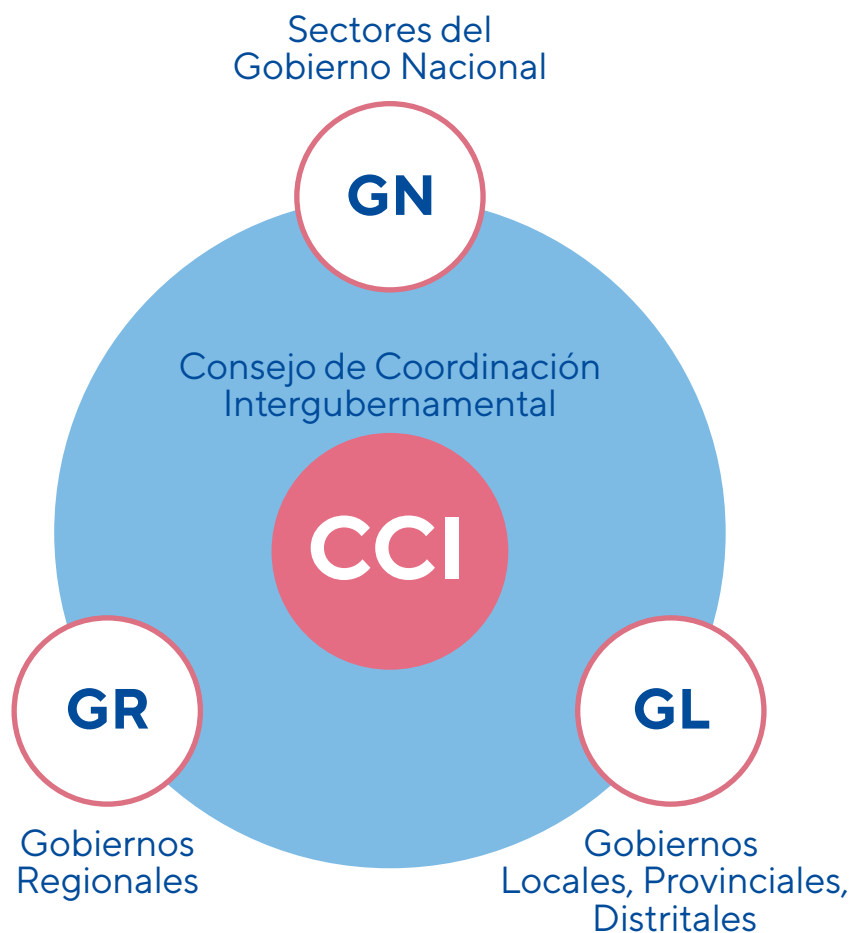 Sectores del
Gobierno Nacional
GN
Consejo de Coordinación
Intergubernamental
CCI
GR
GL
Gobiernos
Regionales
Gobiernos
Locales, Provinciales,
Distritales